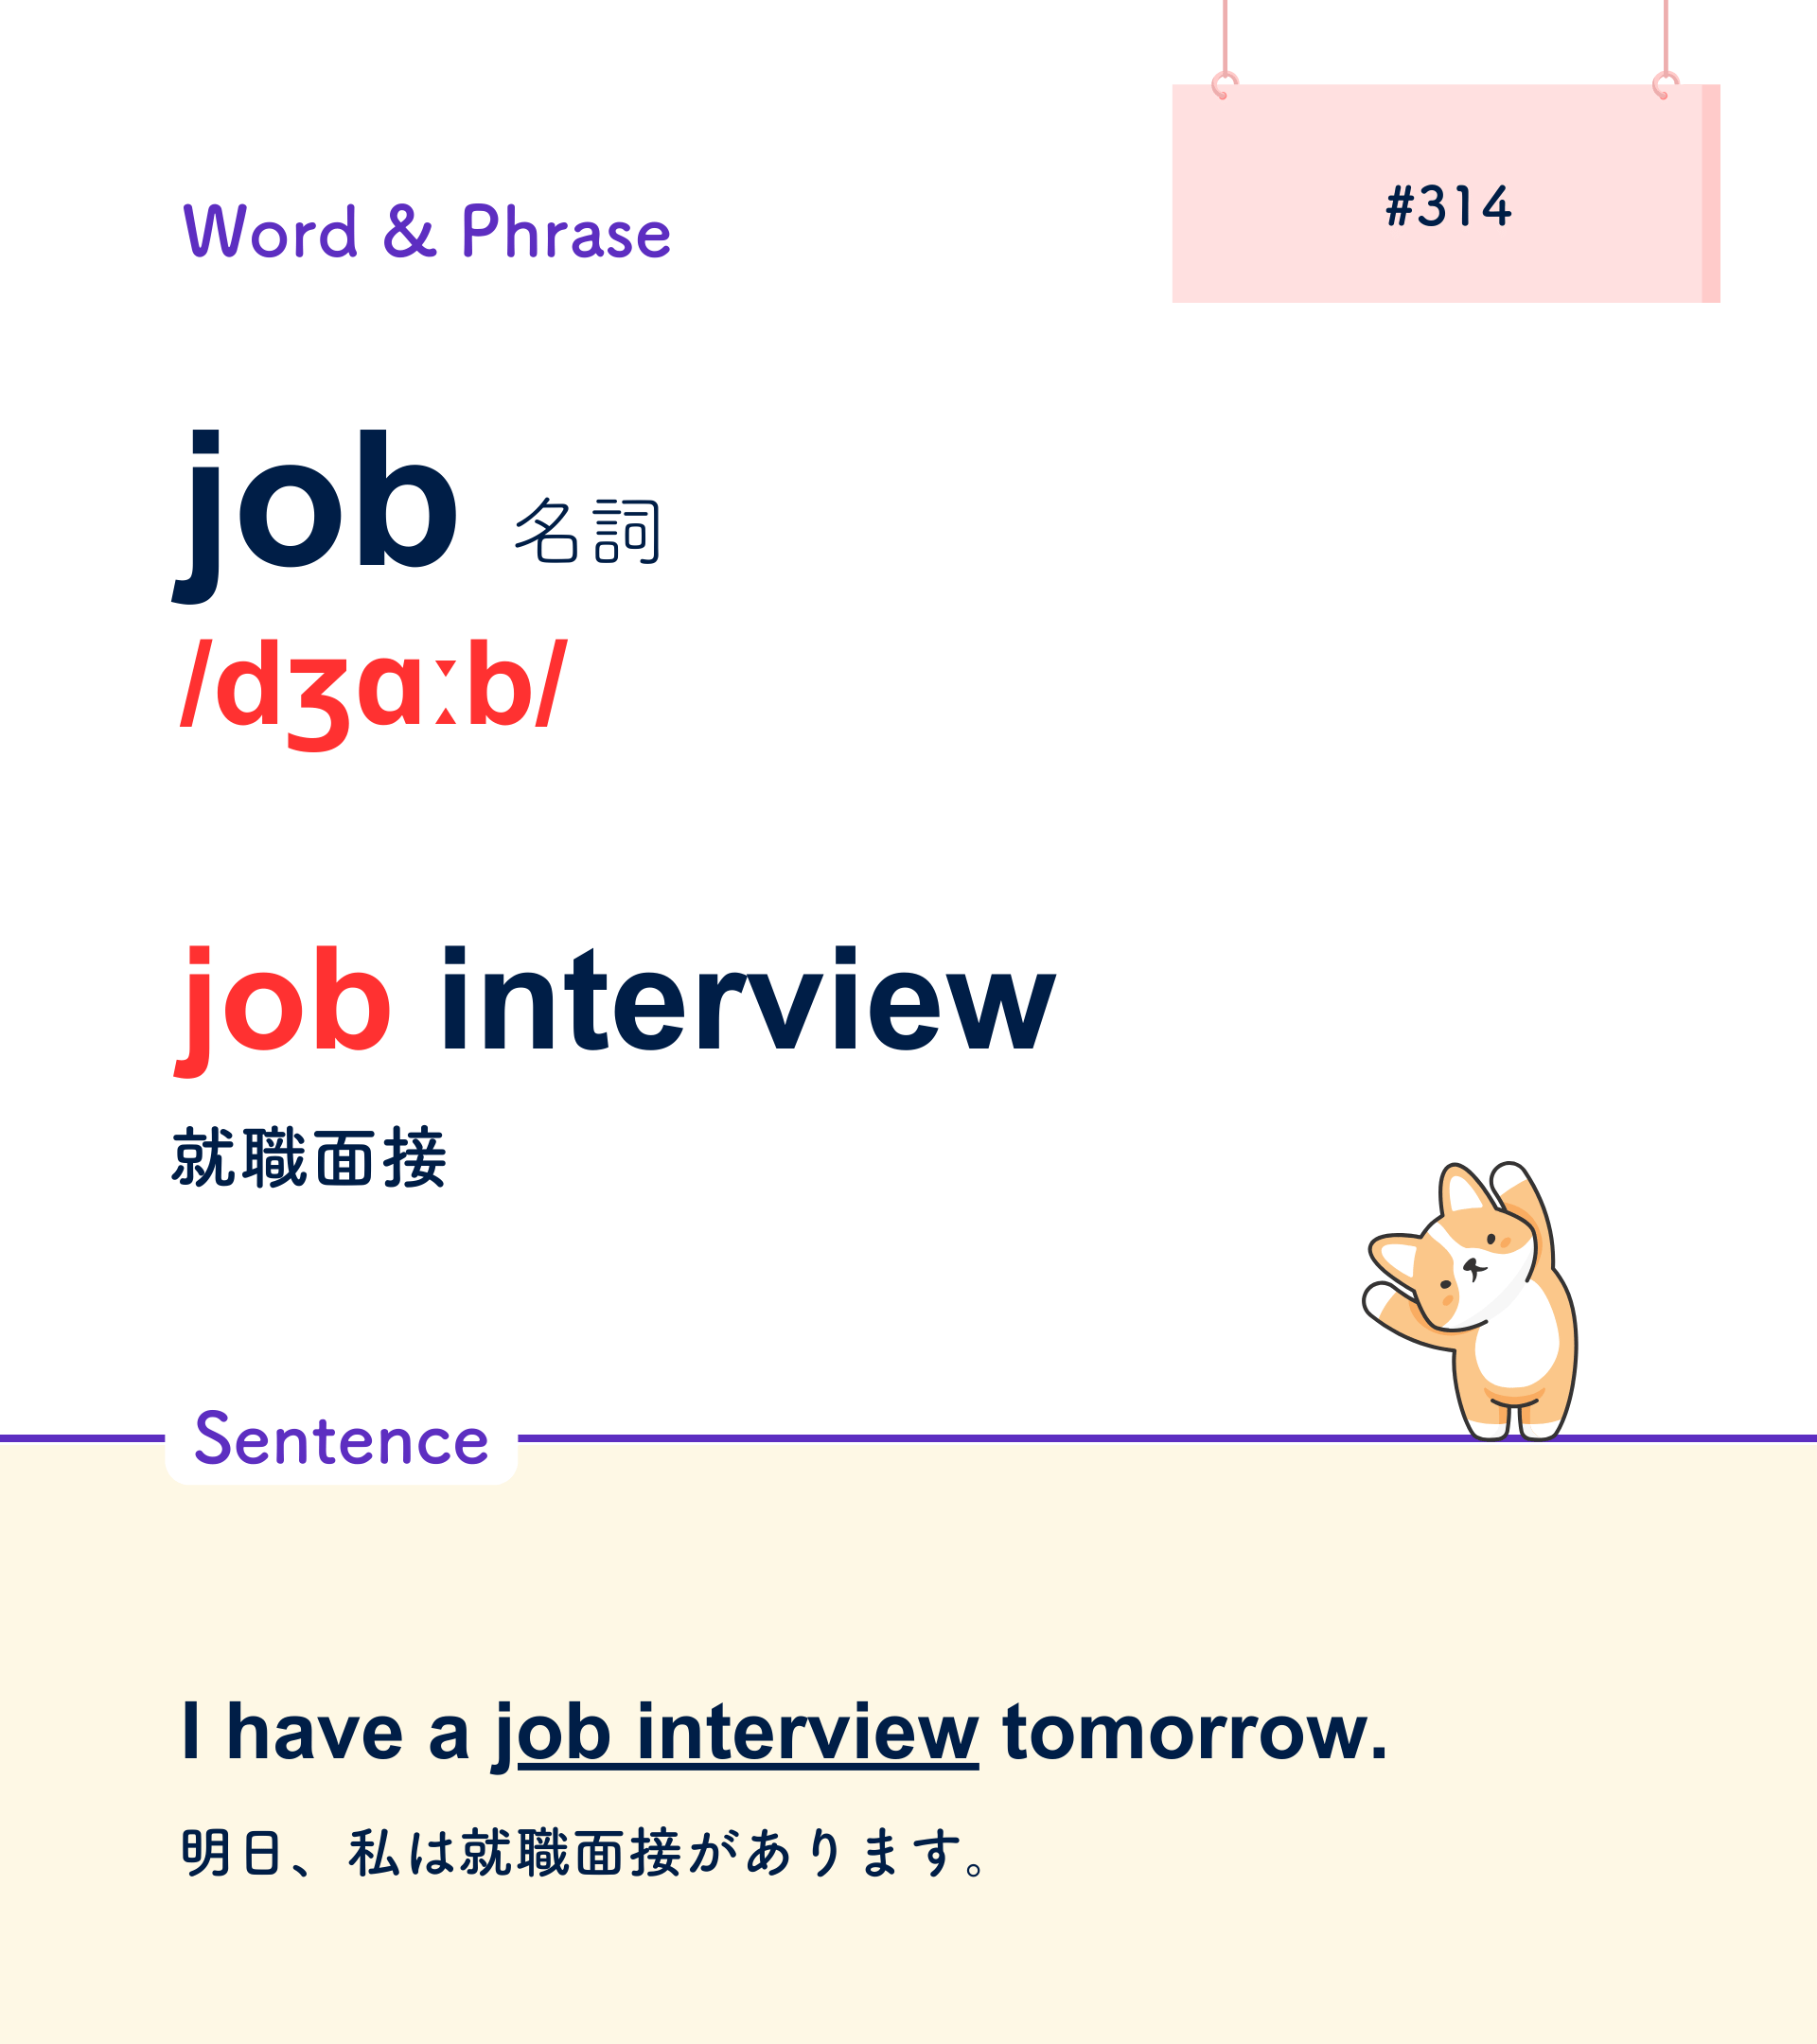 Word & Phrase
#314
job 名詞
/dʒɑːb/
job interview
就職面接
Sentence
I have a job interview tomorrow.
明日、私は就職面接があります。